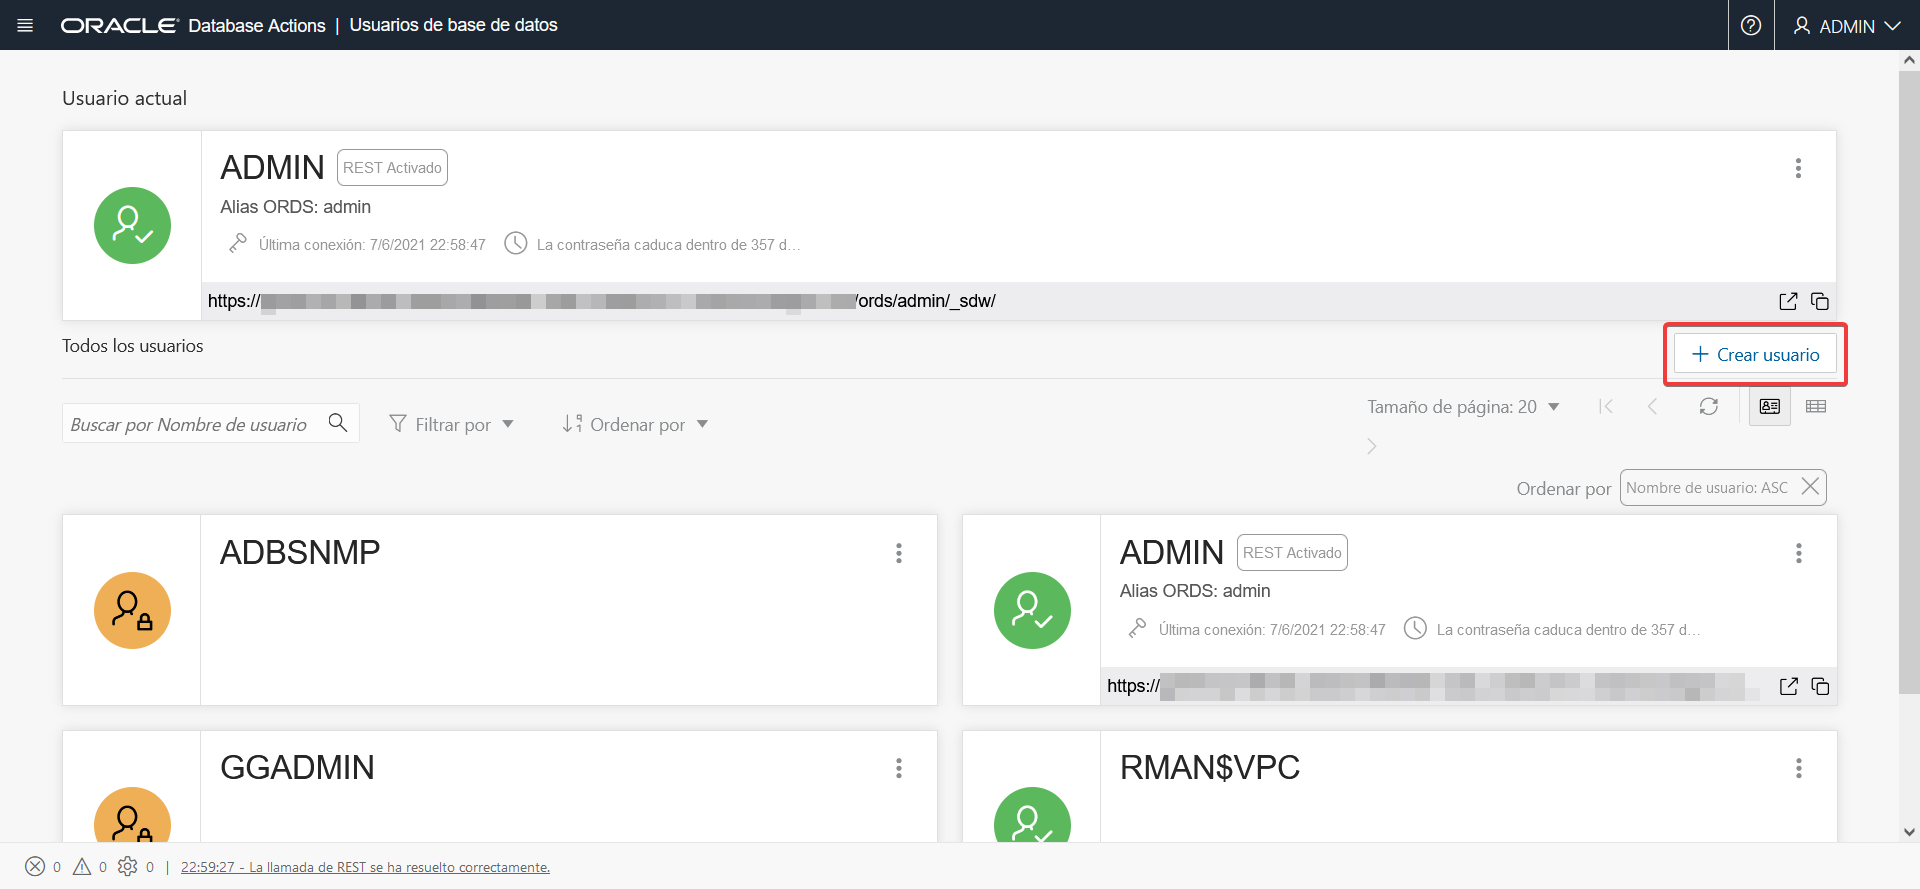 ORACLE Database Actions | Usuarios de base de datos
ADMIN
Usuario actual
ADMIN REST Activado
Alias ORDS: admin
Última conexión: 7/6/2021 22:58:47 La contraseña caduca dentro de 357 d...
https://
/ords/admin/_sdw/
Todos los usuarios
+ Crear usuario
Buscar por Nombre de usuario
Filtrar por
Ordenar por
Tamaño de página: 20
Ordenar por Nombre de usuario: ASC
ADBSNMP
ADMIN REST Activado
Alias ORDS: admin
Última conexión: 7/6/2021 22:58:47 La contraseña caduca dentro de 357 d...
https://
GGADMIN
RMAN$VPC
0 0 0 | 22:59:27 - La llamada de REST se ha resuelto correctamente.